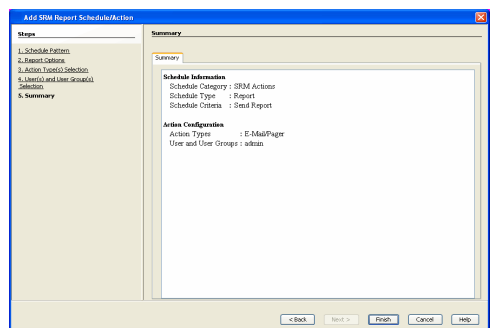 Add SRM Report Schedule/Action
Steps
1. Schedule Pattern
2. Report Options
3. Action Type(s) Selection
4. User(s) and User Group(s)
Selection
5. Summary
Summary
Summary
Schedule Information
Schedule Category : SRM Actions
Schedule Type : Report
Schedule Criteria : Send Report
Action Configuration
Action Types : E-Mail/Pager
User and User Groups : admin
< Back Next > Finish Cancel Help